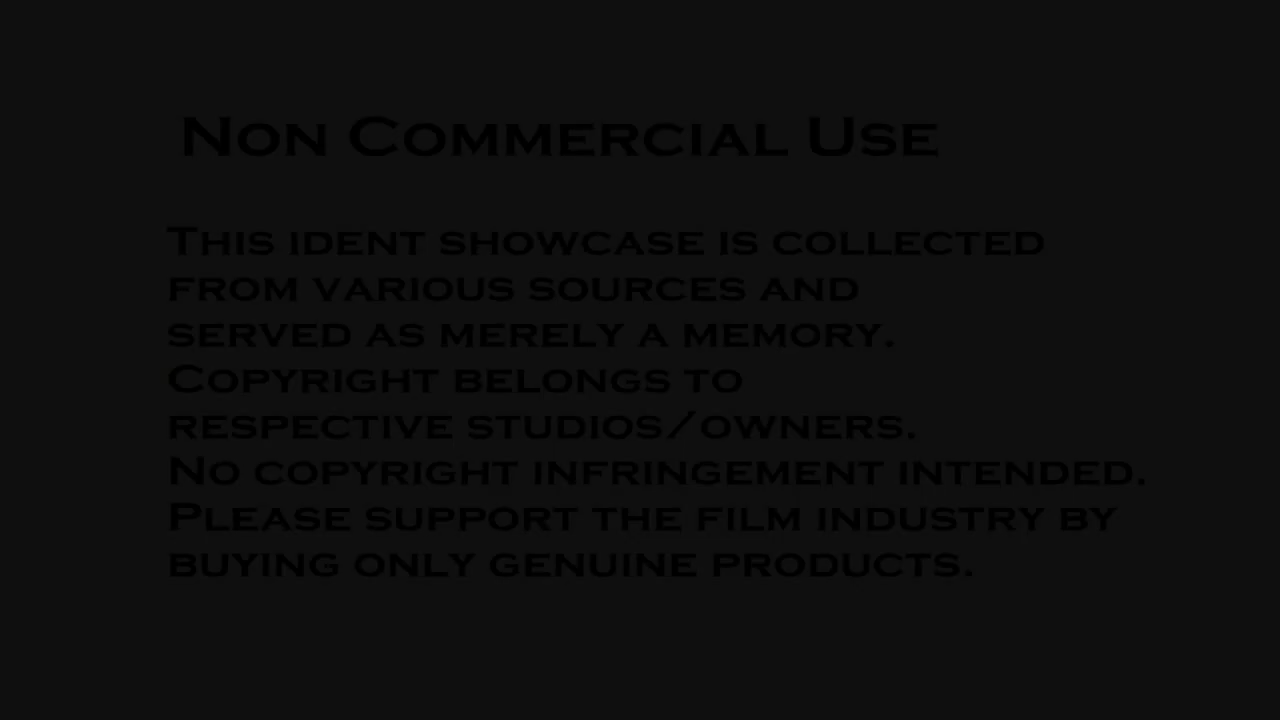 Non Commercial Use
This ident showcase is collected
from various sources and
served as merely a memory.
Copyright belongs to
respective studios/owners.
No copyright infringement intended.
Please support the film industry by
buying only genuine products.